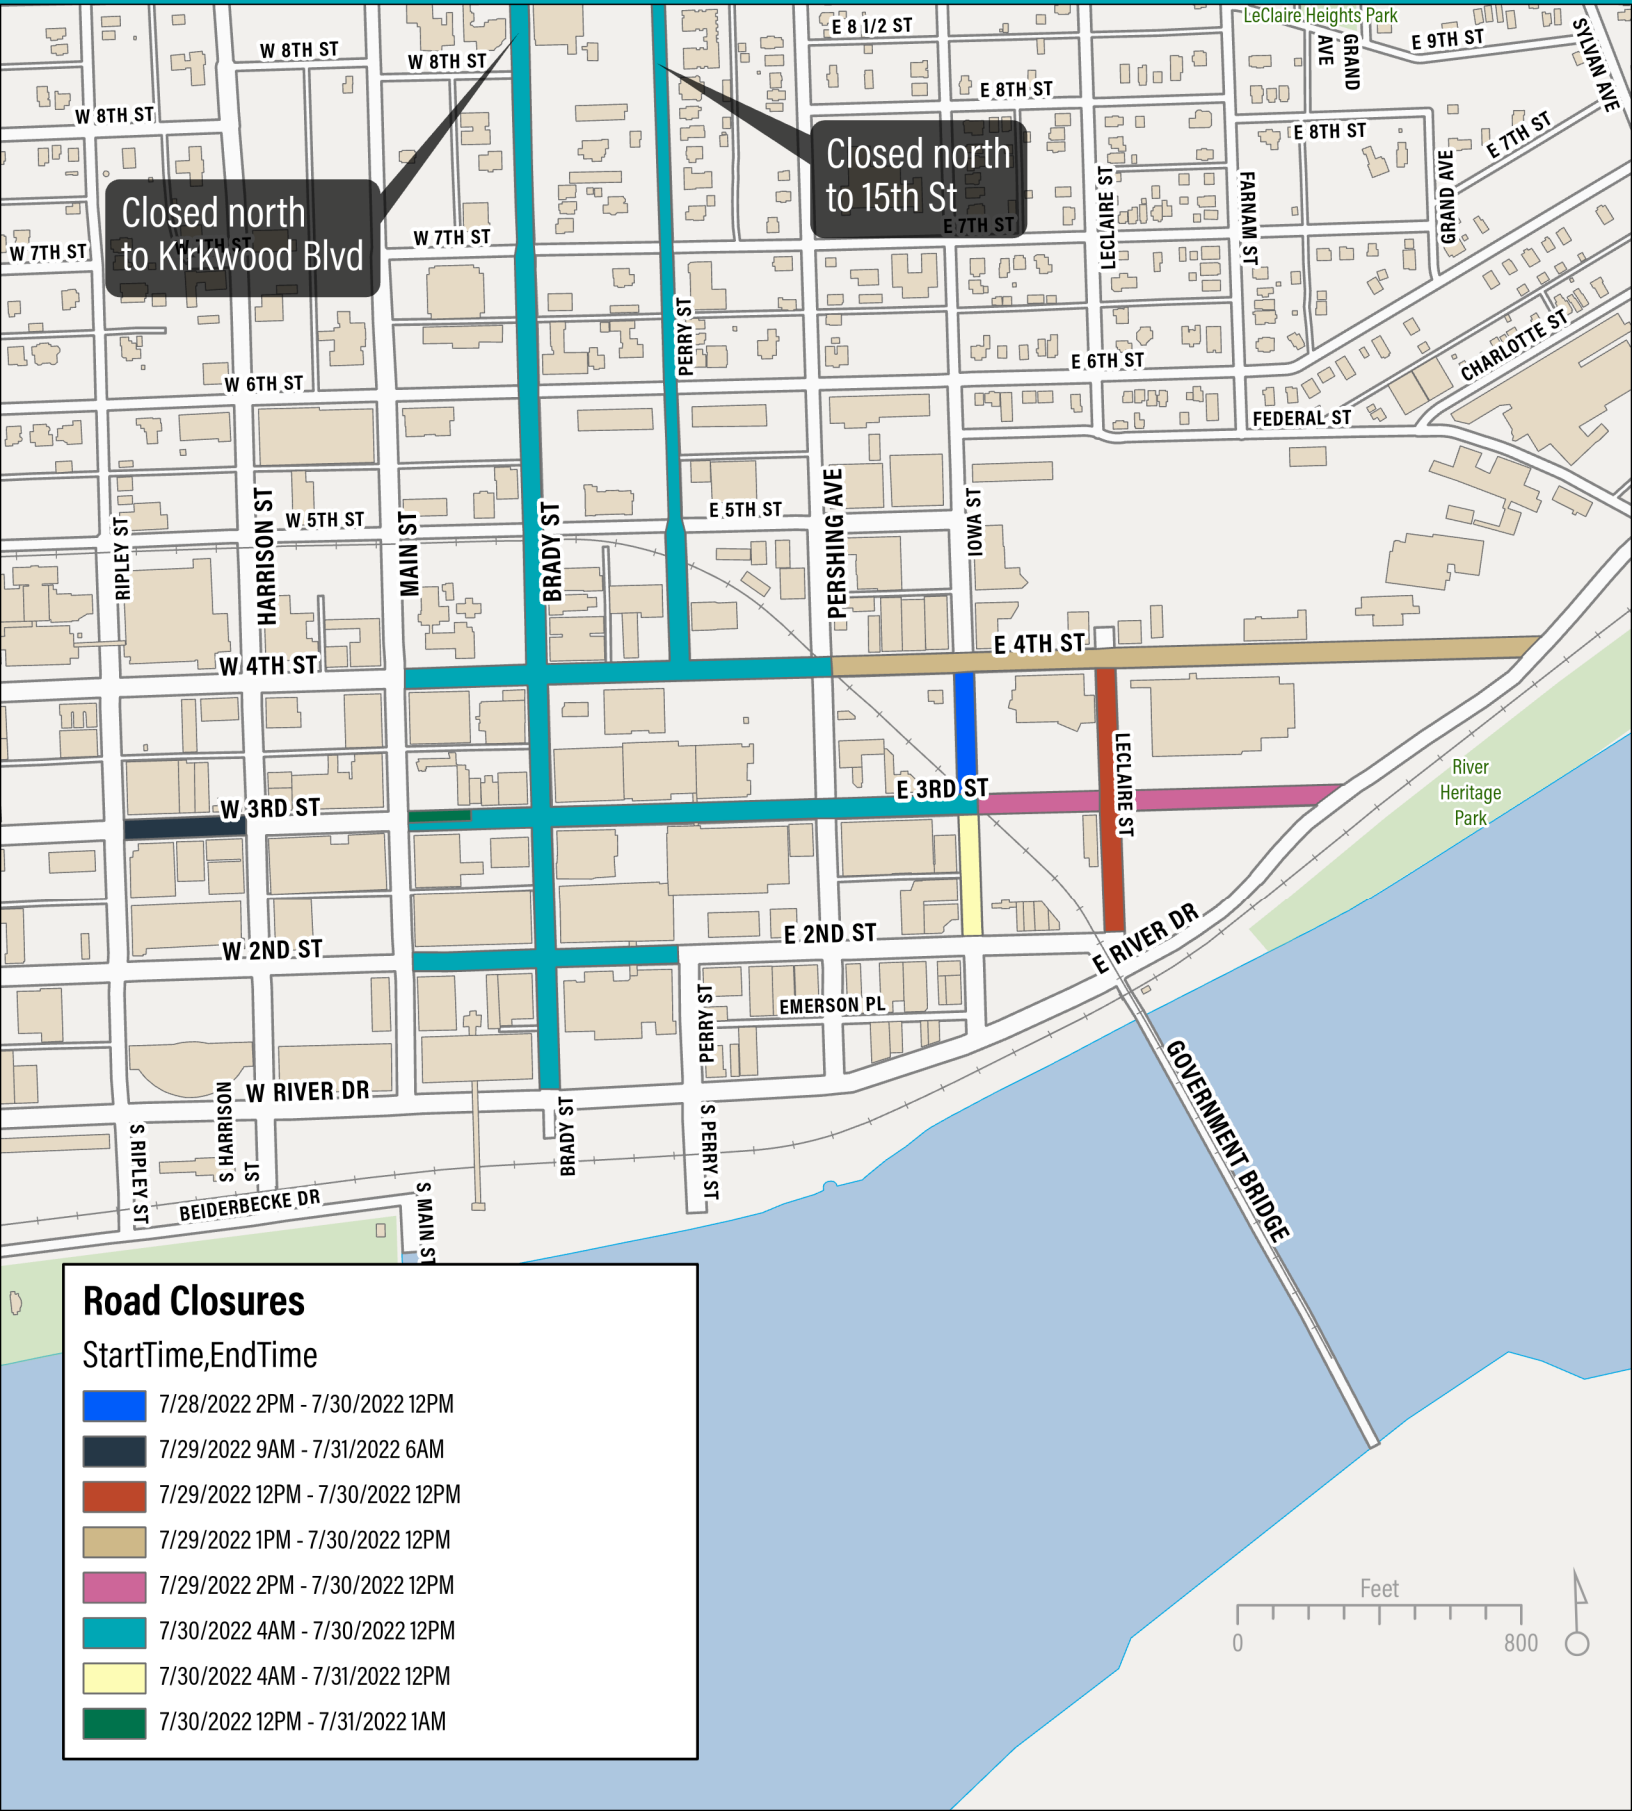 LeClaire Heights Park
E 8 1/2 ST
W 8TH ST
W 8TH ST
AVE
GRAND
E 9TH ST
SYLVAN AVE
E 8TH ST
W 8TH ST
E 8TH ST
E 7TH ST
Closed north
to 15th St
E 7TH ST
LECLAIRE ST
FARNAM ST
GRAND AVE
Closed north
to Kirkwood Blvd
W 7TH ST
W 7TH ST
W 7TH ST
PERRY ST
CHARLOTTE ST
E 6TH ST
W 6TH ST
FEDERAL ST
RIPLEY ST
HARRISON ST
W 5TH ST
MAIN ST
BRADY ST
E 5TH ST
PERSHING AVE
IOWA ST
W 4TH ST
E 4TH ST
LECLAIRE ST
River
Heritage
Park
W 3RD ST
E 3RD ST
W 2ND ST
E 2ND ST
E RIVER DR
PERRY ST
EMERSON PL
S HARRISON
ST
W RIVER DR
BRADY ST
S PERRY ST
GOVERNMENT BRIDGE
S RIPLEY ST
BEIDERBECKE DR
S MAIN ST
Road Closures
StartTime,EndTime
7/28/2022 2PM - 7/30/2022 12PM
7/29/2022 9AM - 7/31/2022 6AM
7/29/2022 12PM - 7/30/2022 12PM
7/29/2022 1PM - 7/30/2022 12PM
7/29/2022 2PM - 7/30/2022 12PM
7/30/2022 4AM - 7/30/2022 12PM
7/30/2022 4AM - 7/31/2022 12PM
7/30/2022 12PM - 7/31/2022 1AM
Feet
0 800